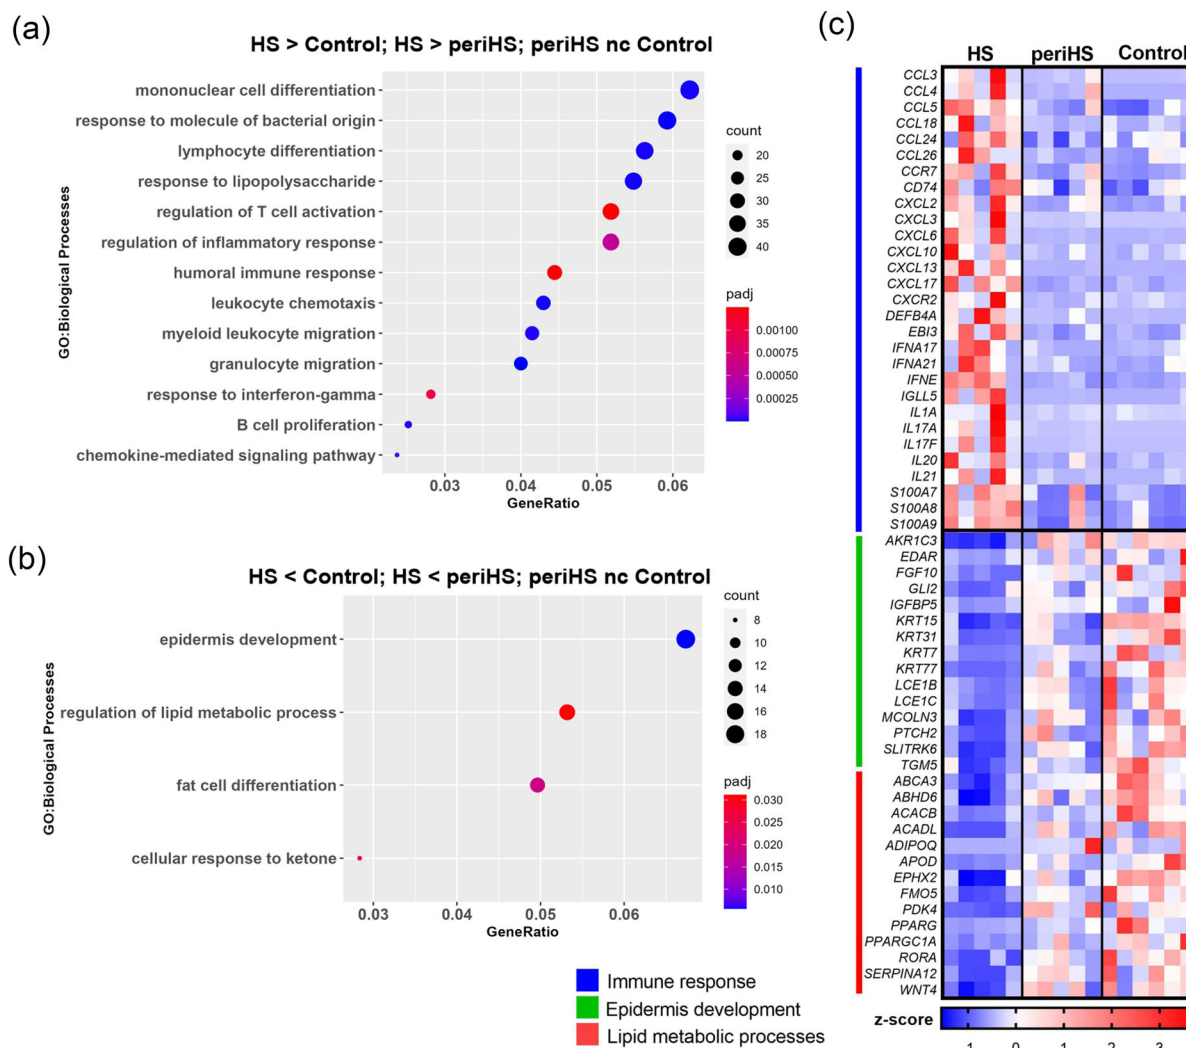 (a)
HS > Control; HS > periHS; periHS nc Control
GO:Biological Processes
mononuclear cell differentiation
response to molecule of bacterial origin
lymphocyte differentiation
response to lipopolysaccharide
regulation of T cell activation
regulation of inflammatory response
humoral immune response
leukocyte chemotaxis
myeloid leukocyte migration
granulocyte migration
response to interferon-gamma
B cell proliferation
chemokine-mediated signaling pathway
0.03 0.04 0.05 0.06
GeneRatio
count
20
25
30
35
40
padj
0.00100
0.00075
0.00050
0.00025
(b)
HS < Control; HS < periHS; periHS nc Control
GO:Biological Processes
epidermis development
regulation of lipid metabolic process
fat cell differentiation
cellular response to ketone
0.03 0.04 0.05 0.06
GeneRatio
count
8
10
12
14
16
18
padj
0.030
0.025
0.020
0.015
0.010
Immune response
Epidermis development
Lipid metabolic processes
(c)
HS periHS Control
CCL3
CCL4
CCL5
CCL18
CCL24
CCL26
CCR7
CD74
CXCL2
CXCL3
CXCL6
CXCL10
CXCL13
CXCL17
CXCR2
DEFB4A
EBI3
IFNA17
IFNA21
IFNE
IGLL5
IL1A
IL17A
IL17F
IL20
IL21
S100A7
S100A8
S100A9
AKR1C3
EDAR
FGF10
GLI2
IGFBP5
KRT15
KRT31
KRT7
KRT77
LCE1B
LCE1C
MCOLN3
PTCH2
SLITRK6
TGM5
ABCA3
ABHD6
ACACB
ACADL
ADIPOQ
APOD
EPHX2
FMO5
PDK4
PPARG
PPARGC1A
RORA
SERPINA12
WNT4
z-score
1 0 1 2 3